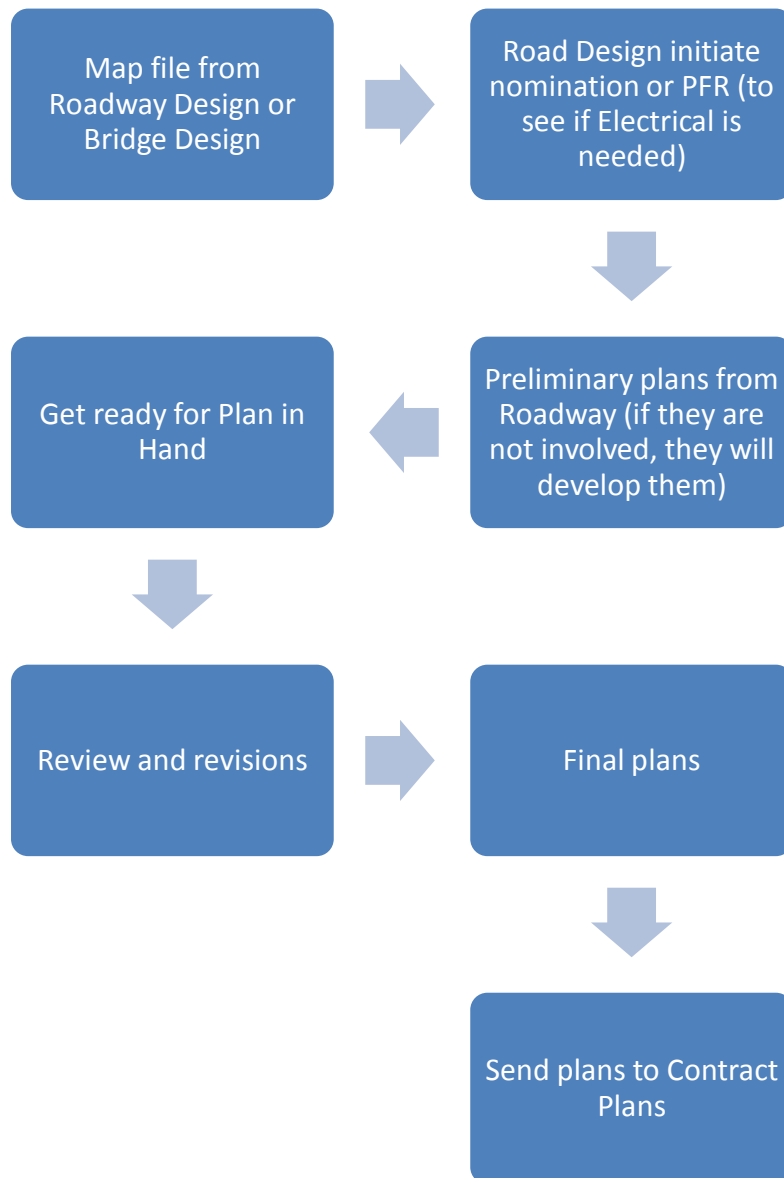 Map file from
Roadway Design or
Bridge Design
Road Design initiate
nomination or PFR (to
see if Electrical is
needed)
Preliminary plans from
Roadway (if they are
not involved, they will
develop them)
Get ready for Plan in
Hand
Review and revisions
Final plans
Send plans to Contract
Plans